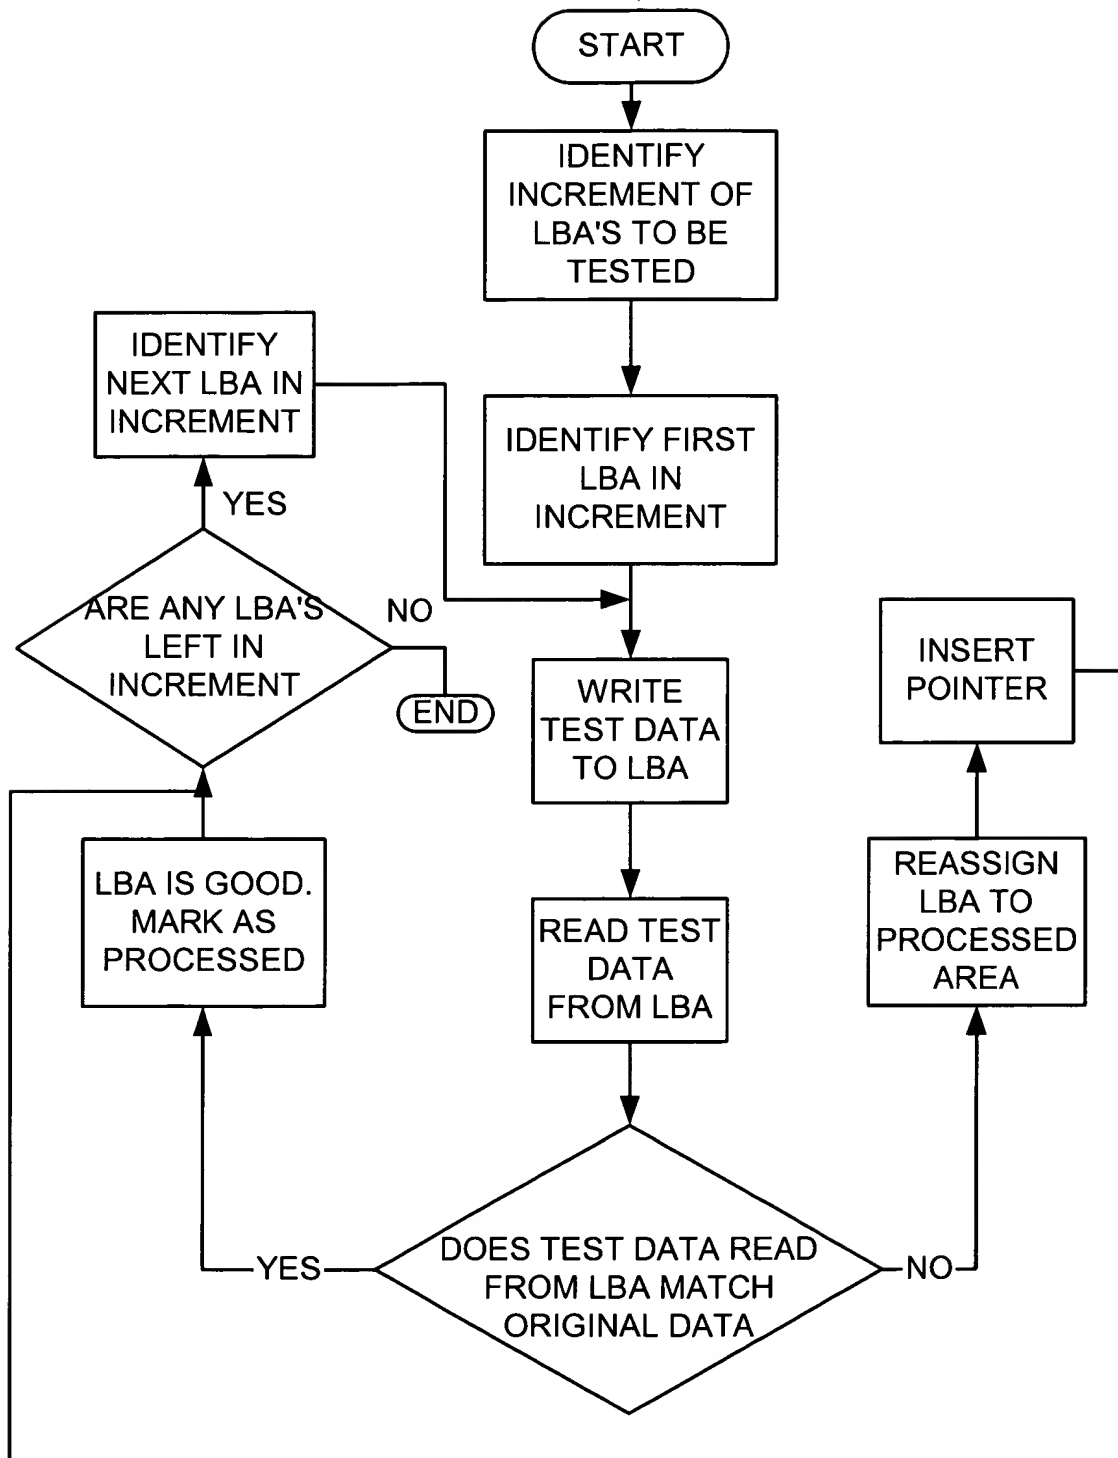 START
IDENTIFY
INCREMENT OF
LBA'S TO BE
TESTED
IDENTIFY
NEXT LBA IN
INCREMENT
IDENTIFY FIRST
LBA IN
INCREMENT
YES
ARE ANY LBA'S
LEFT IN
INCREMENT
NO
END
WRITE
TEST DATA
TO LBA
INSERT
POINTER
LBA IS GOOD.
MARK AS
PROCESSED
READ TEST
DATA
FROM LBA
REASSIGN
LBA TO
PROCESSED
AREA
DOES TEST DATA READ
FROM LBA MATCH
ORIGINAL DATA
YES
NO